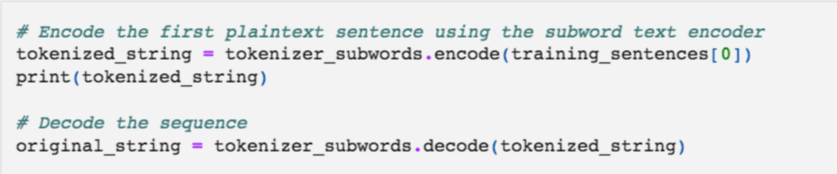 # Encode the first plaintext sentence using the subword text encoder
tokenized_string = tokenizer_subwords.encode(training_sentences[0])
print(tokenized_string)
# Decode the sequence
original_string = tokenizer_subwords.decode(tokenized_string)